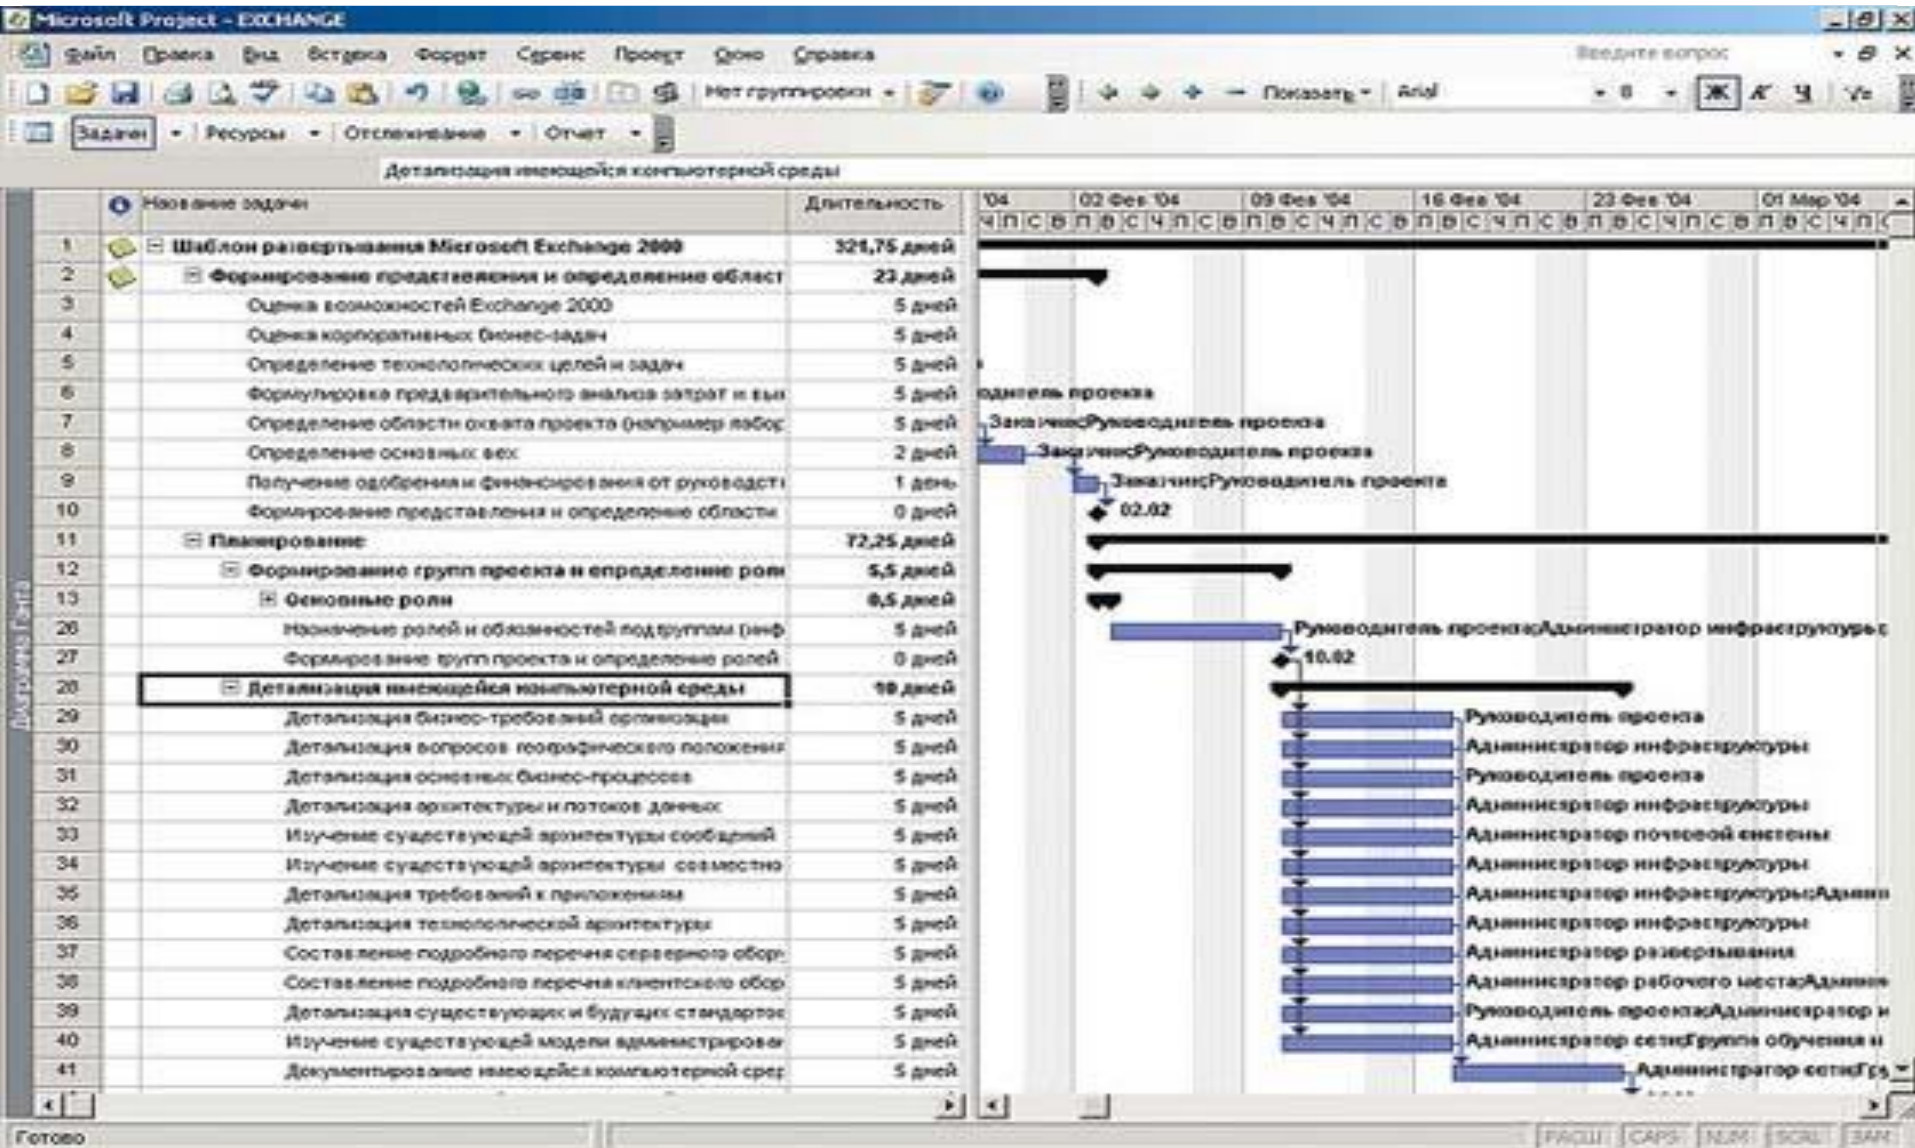 Microsoft Project - EXCHANGE
Файл Правка Вид Вставка Формат Сервис Проект Окно Справка Введите вопрос
Нет группировки Показать Arial 8 Ж К Ч
Задачи Ресурсы Отслеживание Отчет
Детализация имеющейся компьютерной среды
Название задачи Длительность '04 02 Фев '04 09 Фев '04 16 Фев '04 23 Фев '04 01 Мар '04
Ч П С В П В С Ч П С В П В С Ч П С В П В С Ч П С В П В С Ч П С В П В С Ч П С
1 Шаблон развертывания Microsoft Exchange 2000 321,75 дней
2 Формирование представления и определение област 23 дней
3 Оценка возможностей Exchange 2000 5 дней
4 Оценка корпоративных бизнес-задач 5 дней
5 Определение технологических целей и задач 5 дней
6 Формулировка предварительного анализа затрат и вы 5 дней одитель проекта
7 Определение области охвата проекта (например лабор 5 дней Заказчик;Руководитель проекта
8 Определение основных вех 2 дней Заказчик;Руководитель проекта
9 Получение одобрения и финансирования от руководст 1 день Заказчик;Руководитель проекта
10 Формирование представления и определение области 0 дней 02.02
11 Планирование 72,25 дней
12 Формирование групп проекта и определение роли 5,5 дней
13 Основные роли 0,5 дней
26 Назначение ролей и обязанностей подгруппам (инф 5 дней Руководитель проекта;Администратор инфраструктуры;
27 Формирование групп проекта и определение ролей 0 дней 10.02
28 Детализация имеющейся компьютерной среды 10 дней
29 Детализация бизнес-требований организации 5 дней Руководитель проекта
30 Детализация вопросов географического положения 5 дней Администратор инфраструктуры
31 Детализация основных бизнес-процессов 5 дней Руководитель проекта
32 Детализация архитектуры и потоков данных 5 дней Администратор инфраструктуры
33 Изучение существующей архитектуры сообщений 5 дней Администратор почтовой системы
34 Изучение существующей архитектуры совместно 5 дней Администратор инфраструктуры
35 Детализация требований к приложениям 5 дней Администратор инфраструктуры;Админи
36 Детализация технологической архитектуры 5 дней Администратор инфраструктуры
37 Составление подробного перечня серверного обор 5 дней Администратор развертывания
38 Составление подробного перечня клиентского обор 5 дней Администратор рабочего места;Админи
39 Детализация существующих и будущих стандартов 5 дней Руководитель проекта;Администратор и
40 Изучение существующей модели администрирован 5 дней Администратор сети;Группа обучения и
41 Документирование имеющейся компьютерной сред 5 дней Администратор сети;Гру
Диаграмма Ганта
Готово РАСШ CAPS NUM SCRL ЗАМ